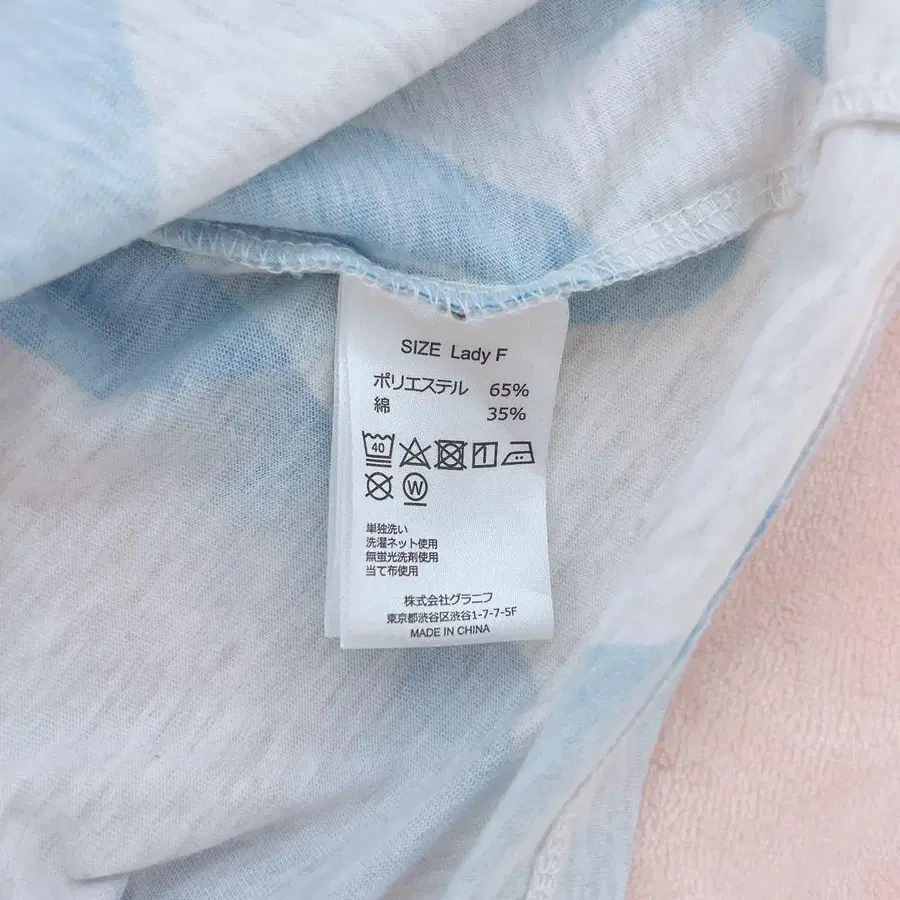 SIZE Lady F
ポリエステル 65%
綿 35%
40
W
単独洗い
洗濯ネット使用
無蛍光洗剤使用
当て布使用
株式会社グラニフ
東京都渋谷区渋谷1-7-7-5F
MADE IN CHINA